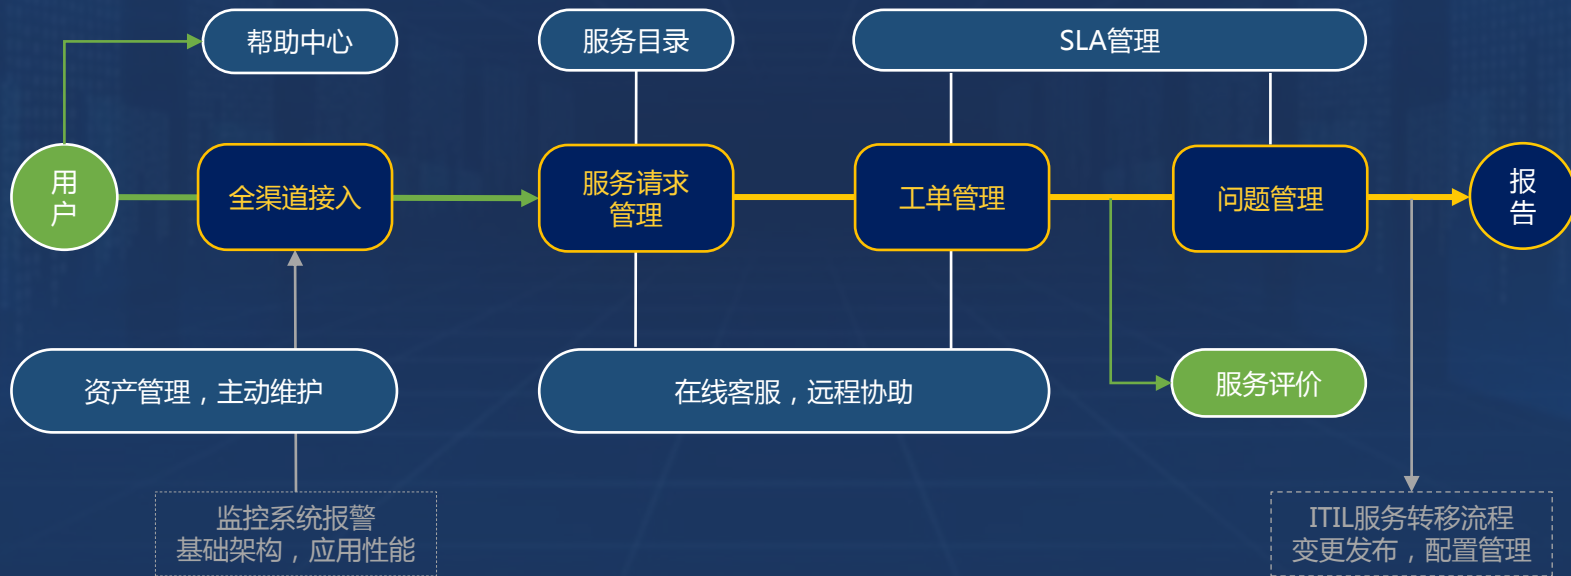 帮助中心
服务目录
SLA管理
用
户
全渠道接入
服务请求
管理
工单管理
问题管理
报
告
资产管理，主动维护
在线客服，远程协助
服务评价
监控系统报警
基础架构，应用性能
ITIL服务转移流程
变更发布，配置管理